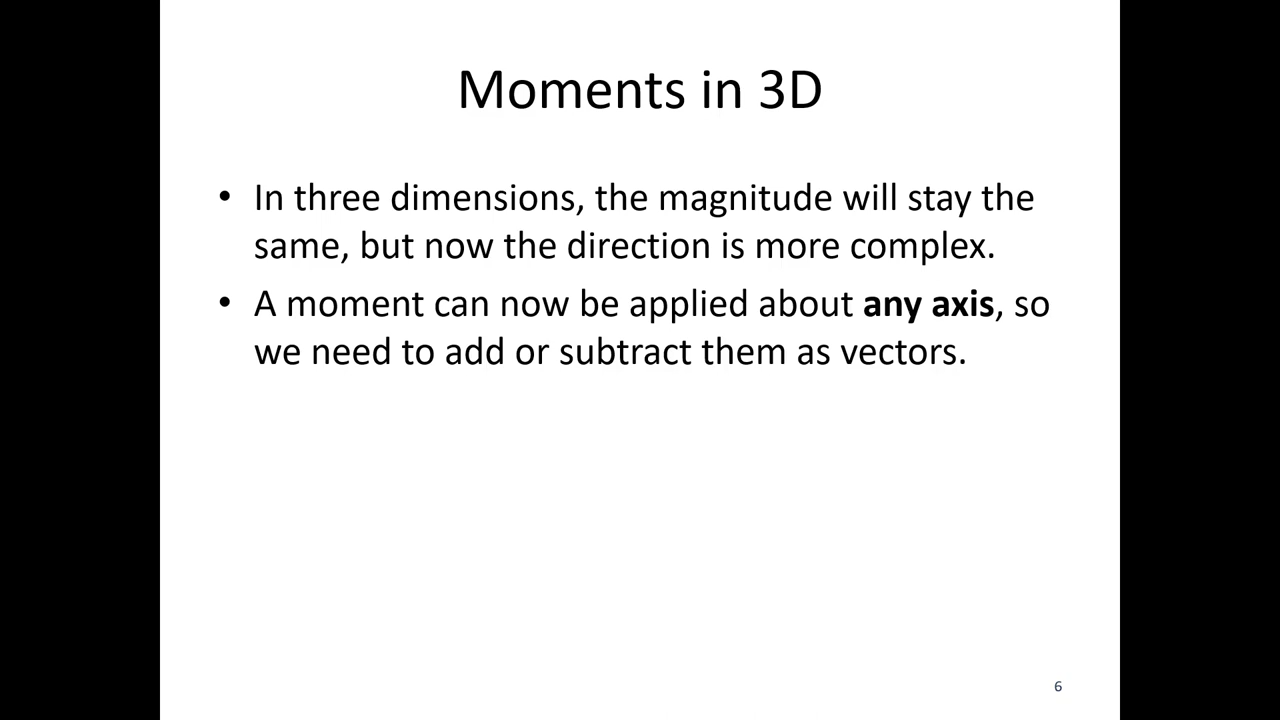 Moments in 3D
• In three dimensions, the magnitude will stay the
same, but now the direction is more complex.
• A moment can now be applied about any axis, so
we need to add or subtract them as vectors.
6